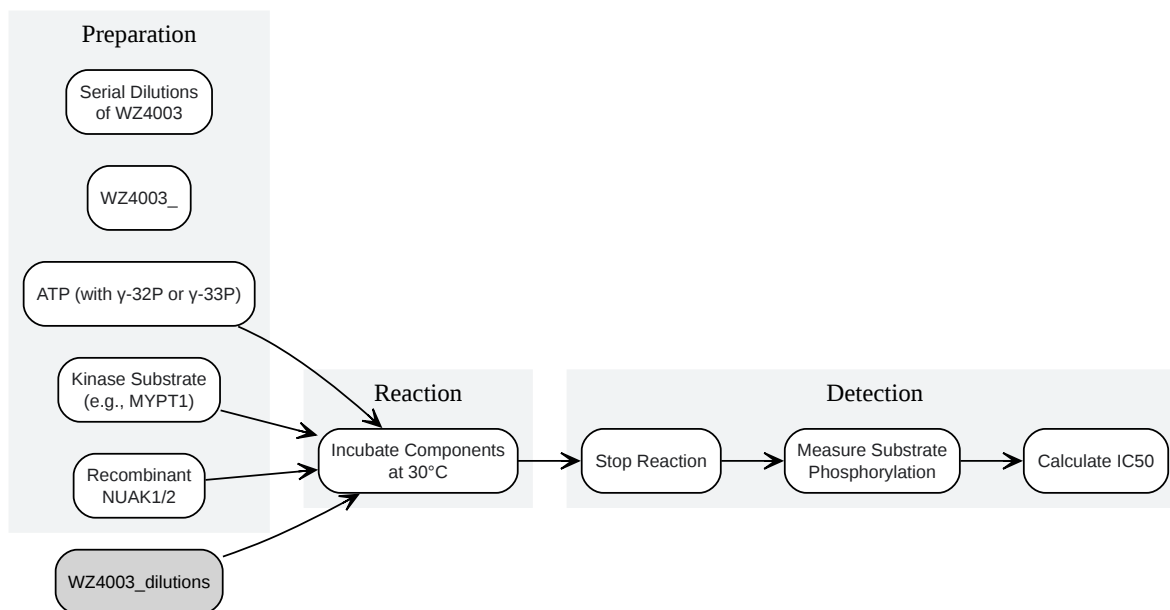 Preparation
Serial Dilutions
of WZ4003
WZ4003_
ATP (with γ-32P or γ-33P)
Kinase Substrate
(e.g., MYPT1)
Recombinant
NUAK1/2
WZ4003_dilutions
Reaction
Incubate Components
at 30°C
Detection
Stop Reaction
Measure Substrate
Phosphorylation
Calculate IC50